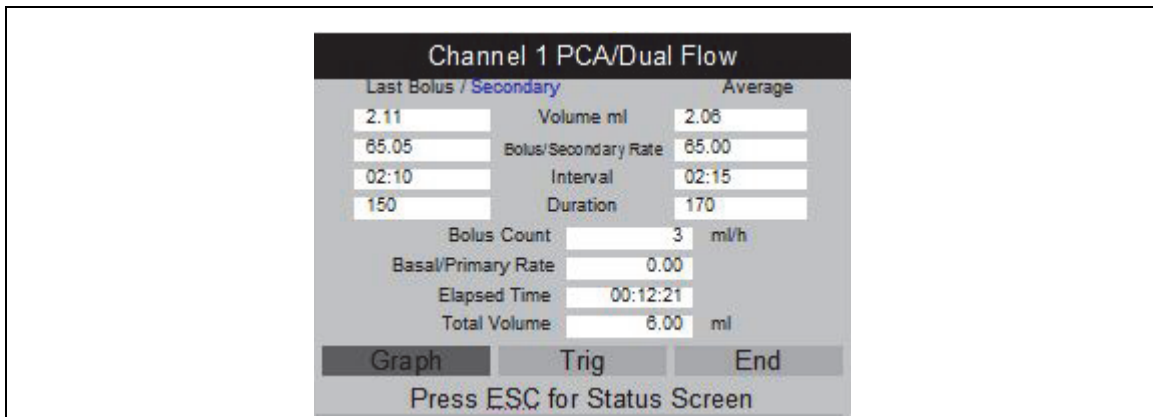 Channel 1 PCA/Dual Flow
Last Bolus / Secondary Average
2.11 Volume ml 2.06
65.05 Bolus/Secondary Rate 65.00
02:10 Interval 02:15
150 Duration 170
Bolus Count 3 ml/h
Basal/Primary Rate 0.00
Elapsed Time 00:12:21
Total Volume 6.00 ml
Graph Trig End
Press ESC for Status Screen